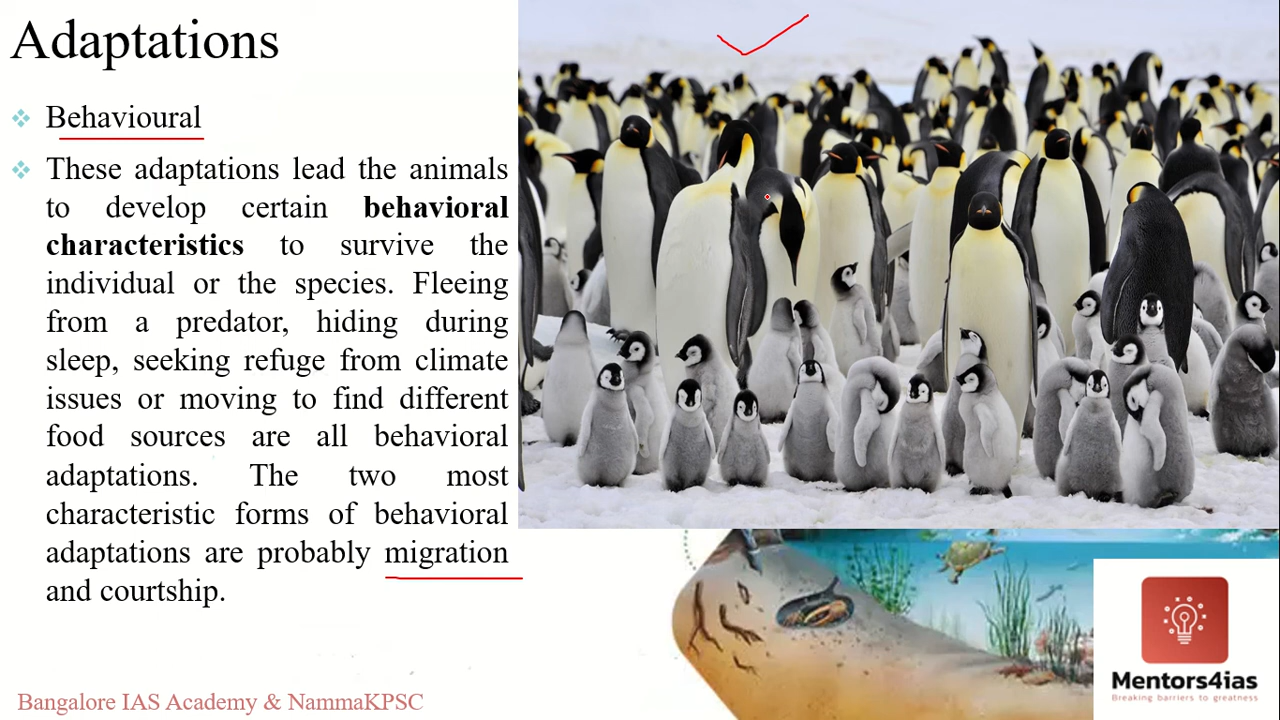 Adaptations
Behavioural
These adaptations lead the animals
to develop certain behavioral
characteristics to survive the
individual or the species. Fleeing
from a predator, hiding during
sleep, seeking refuge from climate
issues or moving to find different
food sources are all behavioral
adaptations. The two most
characteristic forms of behavioral
adaptations are probably migration
and courtship.
Bangalore IAS Academy & NammaKPSC
Mentors4ias
Breaking barriers to greatness